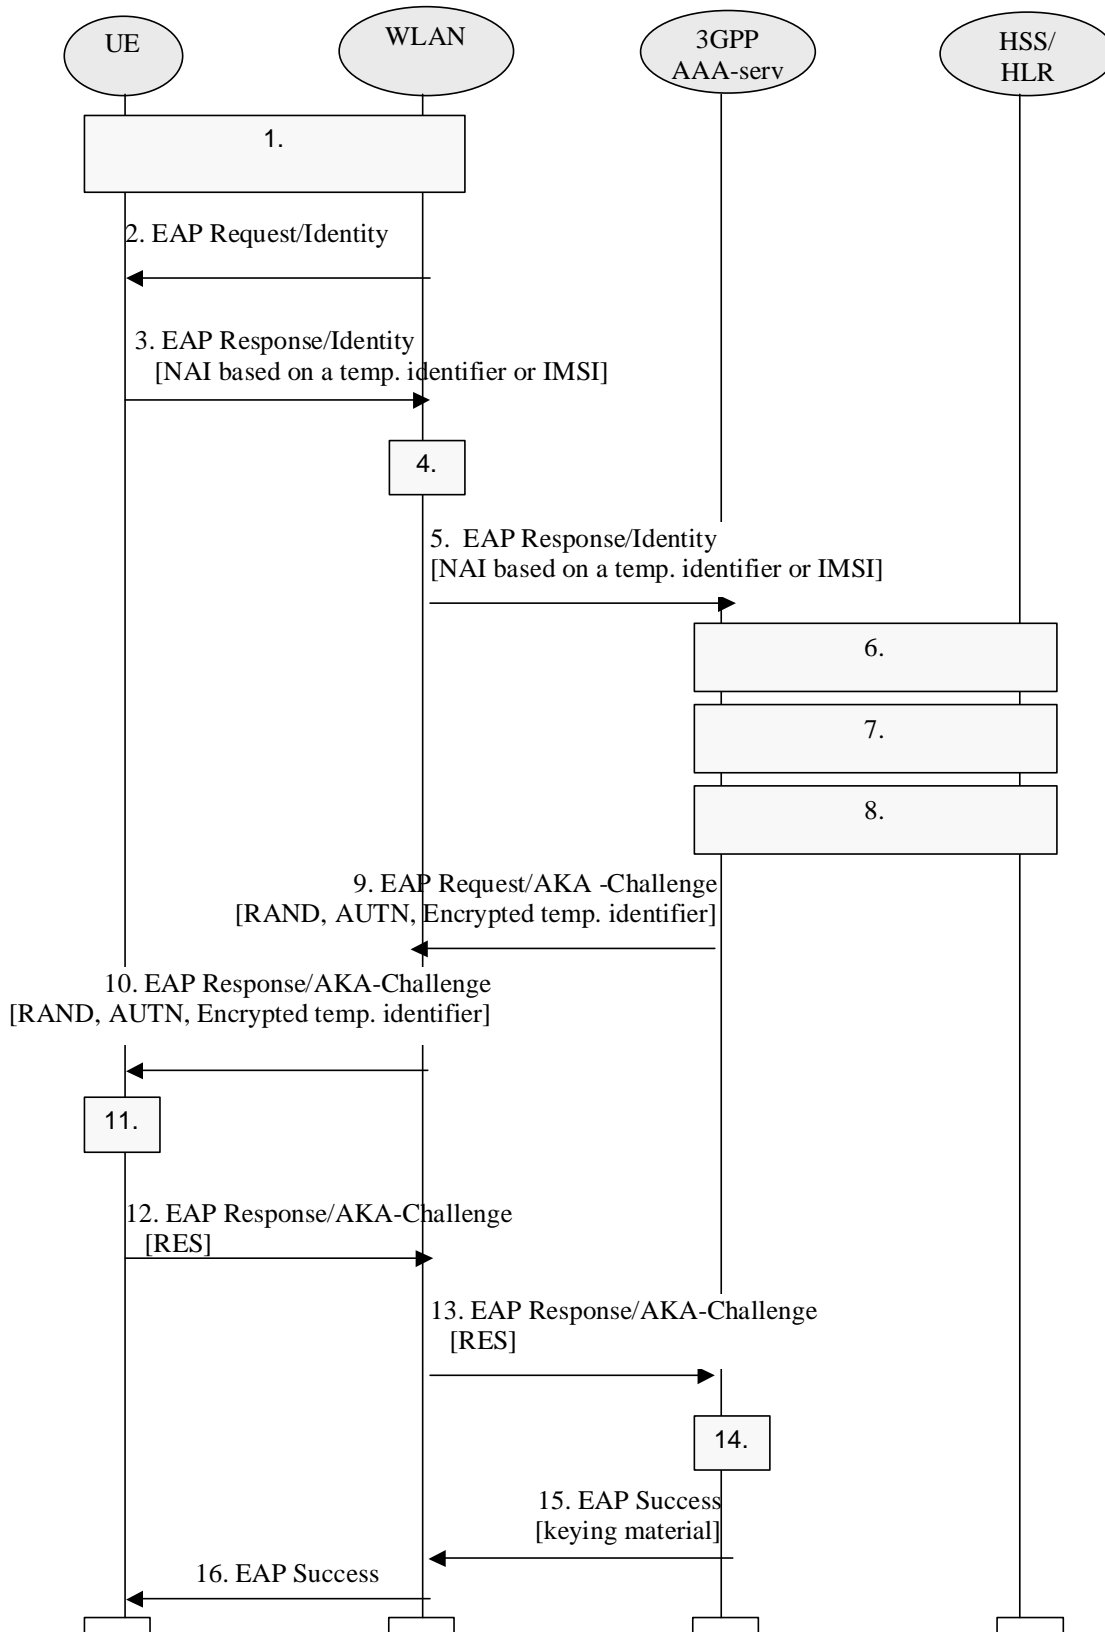 UE
WLAN
3GPP
AAA-serv
HSS/
HLR
1.
2. EAP Request/Identity
3. EAP Response/Identity
[NAI based on a temp. identifier or IMSI]
4.
5. EAP Response/Identity
[NAI based on a temp. identifier or IMSI]
6.
7.
8.
9. EAP Request/AKA -Challenge
[RAND, AUTN, Encrypted temp. identifier]
10. EAP Response/AKA-Challenge
[RAND, AUTN, Encrypted temp. identifier]
11.
12. EAP Response/AKA-Challenge
[RES]
13. EAP Response/AKA-Challenge
[RES]
14.
15. EAP Success
[keying material]
16. EAP Success